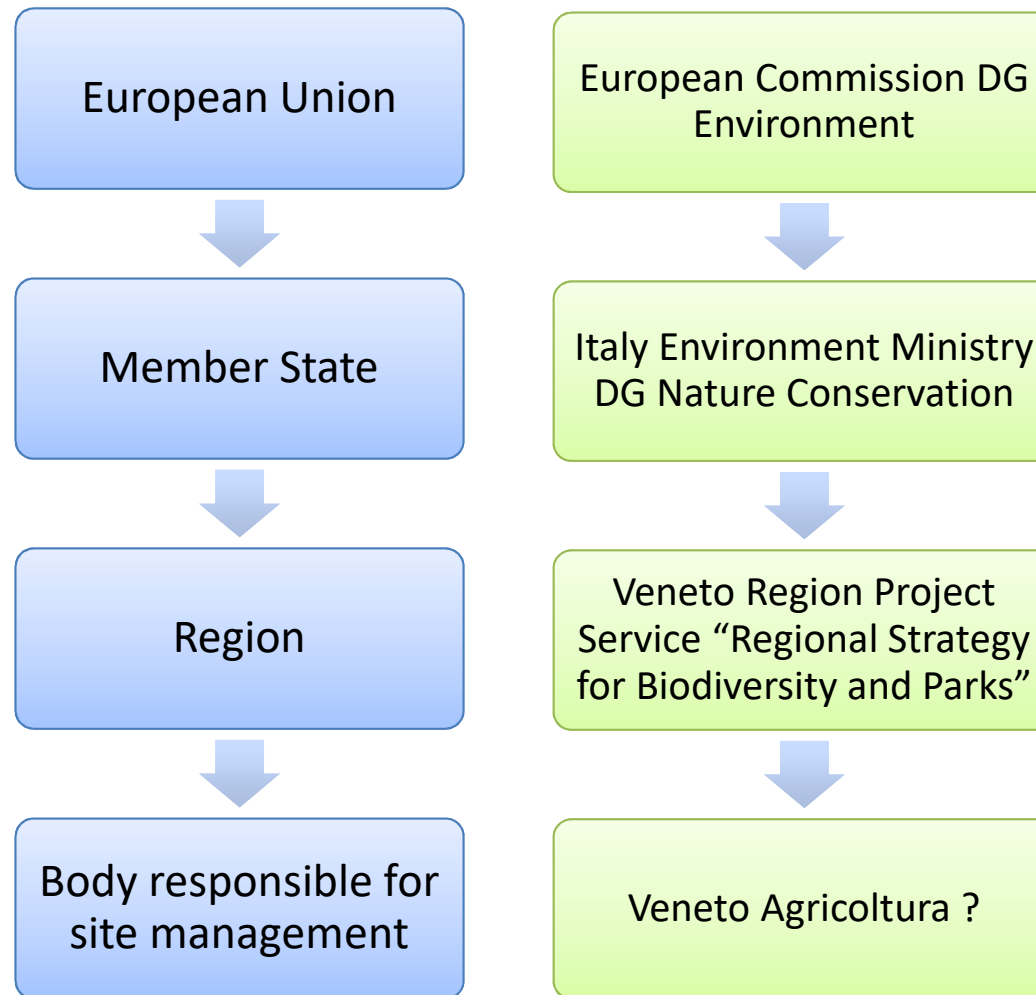 European Union
European Commission DG
Environment
Member State
Italy Environment Ministry
DG Nature Conservation
Region
Veneto Region Project
Service “Regional Strategy
for Biodiversity and Parks”
Body responsible for
site management
Veneto Agricoltura ?